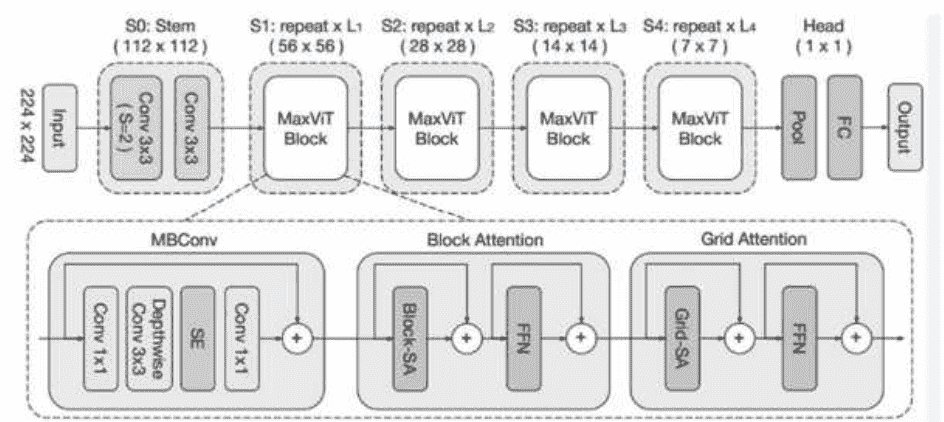 S0: Stem
( 112 x 112 )
S1: repeat x L₁
( 56 x 56 )
S2: repeat x L₂
( 28 x 28 )
S3: repeat x L₃
( 14 x 14 )
S4: repeat x L₄
( 7 x 7 )
Head
( 1 x 1 )
224 x 224
Input
Conv 3x3
( S=2 )
Conv 3x3
MaxViT
Block
MaxViT
Block
MaxViT
Block
MaxViT
Block
Pool
FC
Output
MBConv
Block Attention
Grid Attention
Conv 1x1
Depthwise
Conv 3x3
SE
Conv 1x1
+
Block-SA
+
FFN
+
Grid-SA
+
FFN
+